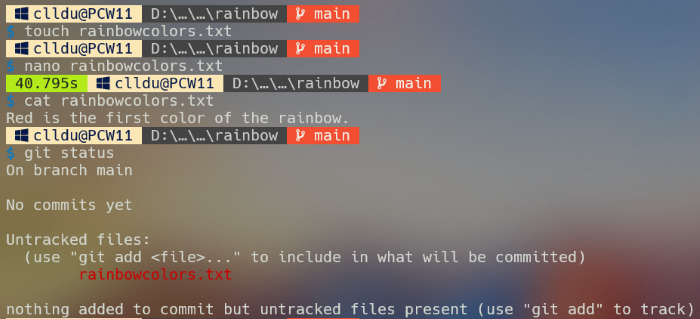 clldu@PCW11 D:\…\…\rainbow main
$ touch rainbowcolors.txt
clldu@PCW11 D:\…\…\rainbow main
$ nano rainbowcolors.txt
40.795s clldu@PCW11 D:\…\…\rainbow main
$ cat rainbowcolors.txt
Red is the first color of the rainbow.
clldu@PCW11 D:\…\…\rainbow main
$ git status
On branch main
No commits yet
Untracked files:
(use "git add <file>..." to include in what will be committed)
rainbowcolors.txt
nothing added to commit but untracked files present (use "git add" to track)